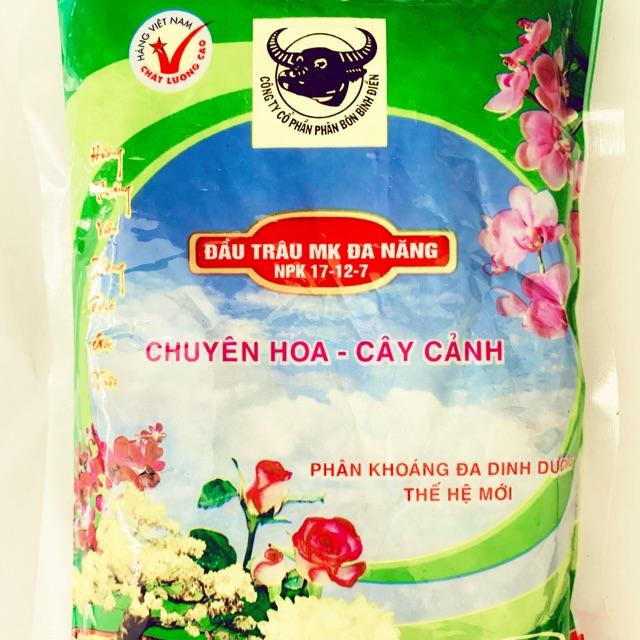 HÀNG VIỆT NAM
CHẤT LƯỢNG CAO
CÔNG TY CỔ PHẦN PHÂN BÓN BÌNH ĐIỀN
ĐẦU TRÂU MK ĐA NĂNG
NPK 17-12-7
CHUYÊN HOA - CÂY CẢNH
PHÂN KHOÁNG ĐA DINH DƯỠNG
THẾ HỆ MỚI